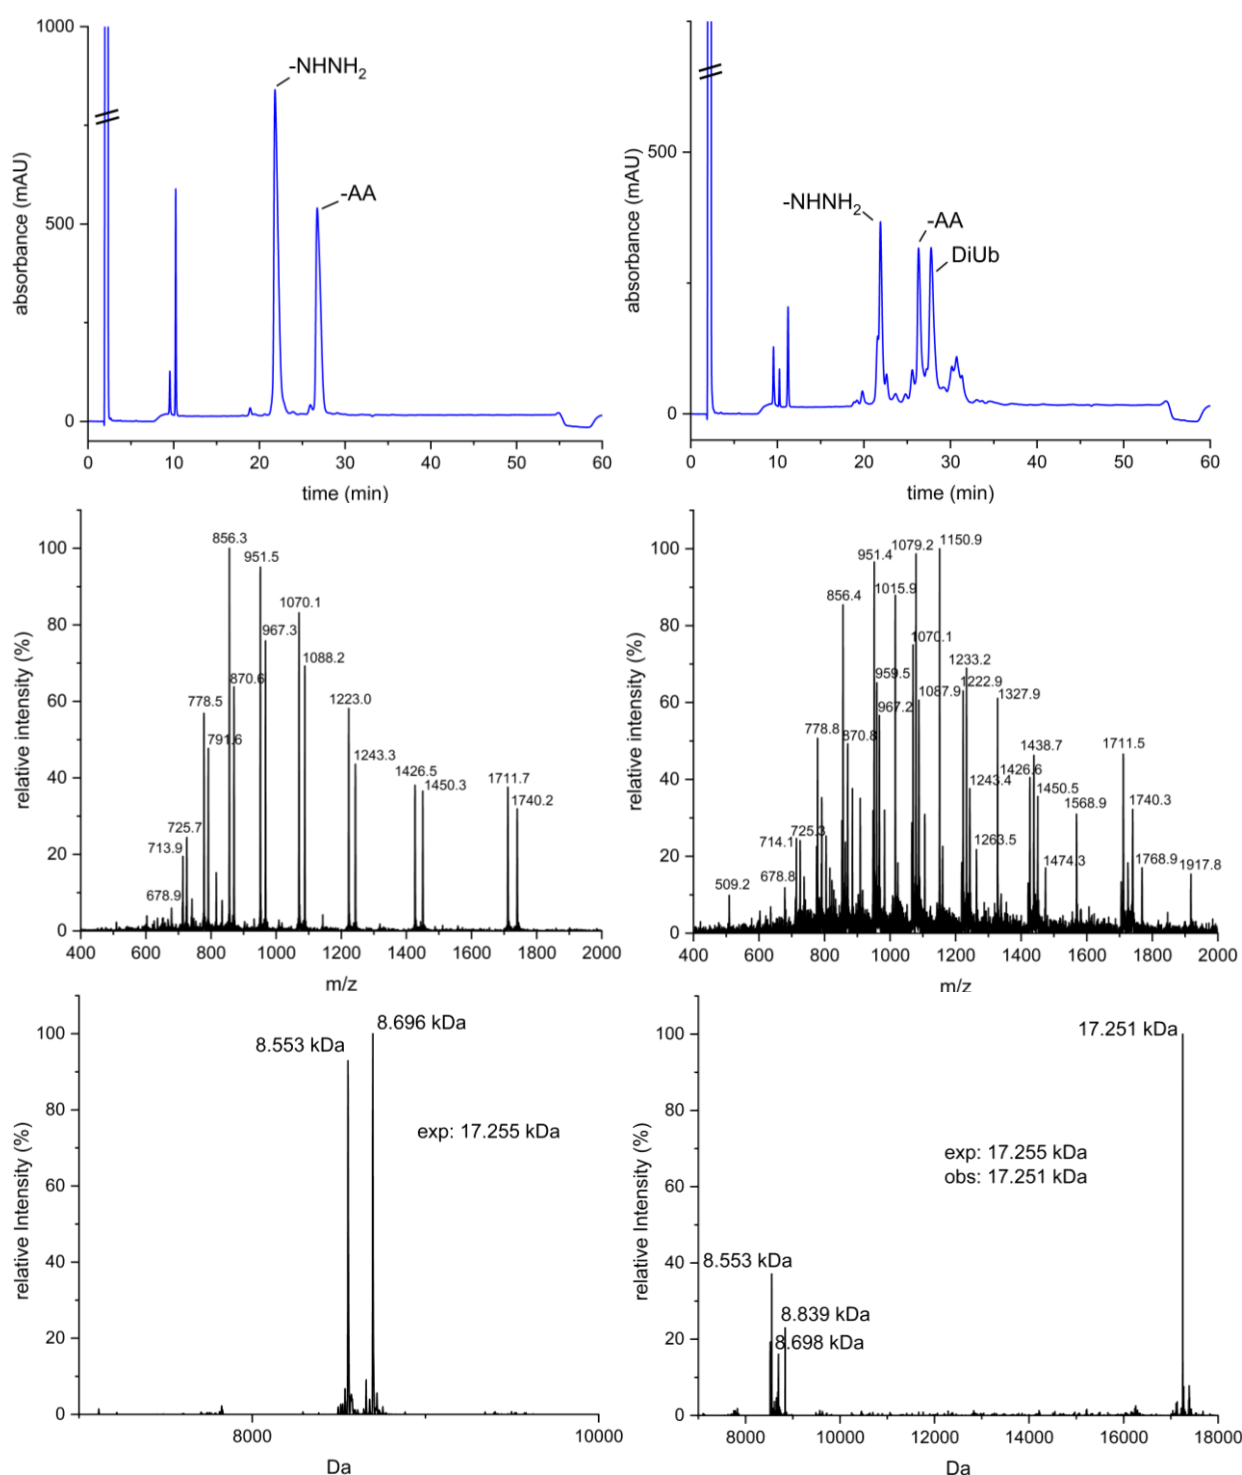 1000
500
0
absorbance (mAU)
-NHNH2
-AA
0 10 20 30 40 50 60
time (min)
500
0
absorbance (mAU)
-NHNH2
-AA
DiUb
0 10 20 30 40 50 60
time (min)
100
80
60
40
20
0
relative intensity (%)
856.3
951.5
1070.1
967.3
1088.2
870.6
778.5
791.6
1223.0
1243.3
1426.5
1450.3
1711.7
1740.2
725.7
713.9
678.9
400 600 800 1000 1200 1400 1600 1800 2000
m/z
100
80
60
40
20
0
relative intensity (%)
1079.2
1150.9
951.4
1015.9
856.4
1070.1
959.5
1233.2
1222.9
967.2
1087.9
1327.9
778.8
870.8
1438.7
1711.5
1243.4
1426.6
1450.5
1568.9
1740.3
714.1
725.3
1263.5
1474.3
1768.9
1917.8
678.8
509.2
400 600 800 1000 1200 1400 1600 1800 2000
m/z
100
80
60
40
20
0
relative Intensity (%)
8.696 kDa
8.553 kDa
exp: 17.255 kDa
8000 10000
Da
100
80
60
40
20
0
relative Intensity (%)
17.251 kDa
exp: 17.255 kDa
obs: 17.251 kDa
8.553 kDa
8.839 kDa
8.698 kDa
8000 10000 12000 14000 16000 18000
Da